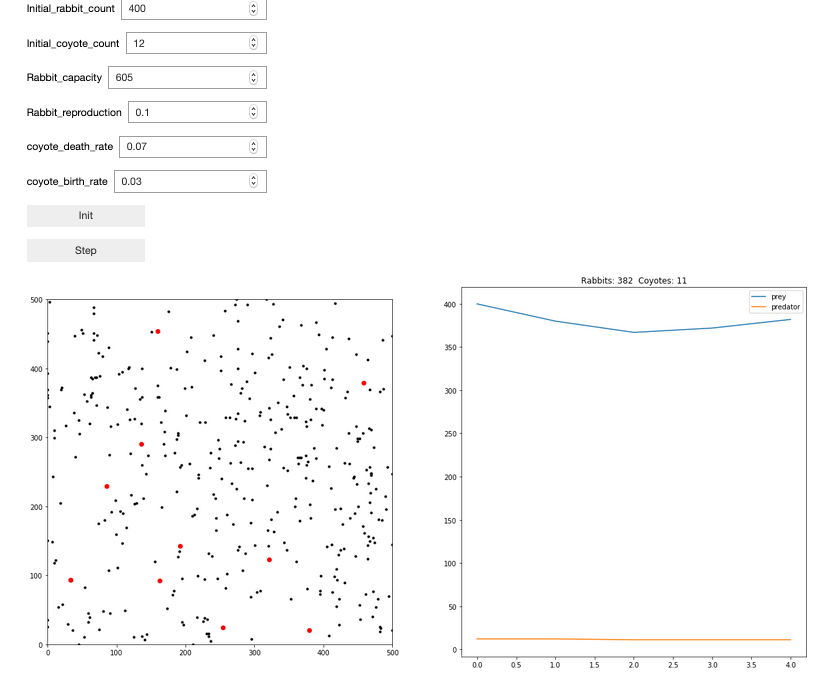 Initial_rabbit_count 400
Initial_coyote_count 12
Rabbit_capacity 605
Rabbit_reproduction 0.1
coyote_death_rate 0.07
coyote_birth_rate 0.03
Init
Step
500
400
300
200
100
0
0 100 200 300 400 500
Rabbits: 382 Coyotes: 11
prey
predator
400
350
300
250
200
150
100
50
0
0.0 0.5 1.0 1.5 2.0 2.5 3.0 3.5 4.0